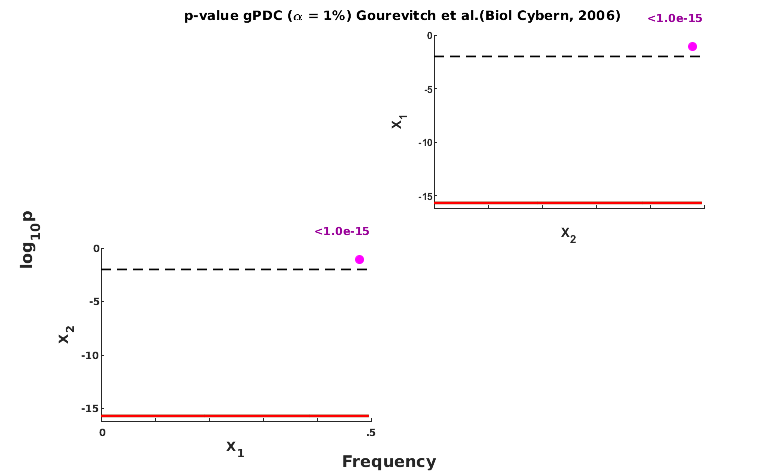 p-value gPDC (α = 1%) Gourevitch et al.(Biol Cybern, 2006)
<1.0e-15
0
-5
-10
-15
X1
X2
<1.0e-15
0
-5
-10
-15
X2
log10p
0
.5
X1
Frequency